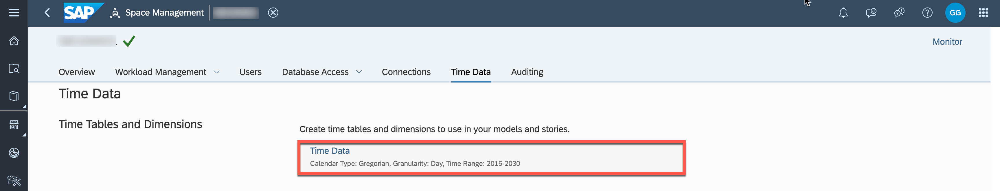 SAP Space Management
GG
Monitor
Overview Workload Management Users Database Access Connections Time Data Auditing
Time Data
Time Tables and Dimensions
Create time tables and dimensions to use in your models and stories.
Time Data
Calendar Type: Gregorian, Granularity: Day, Time Range: 2015-2030